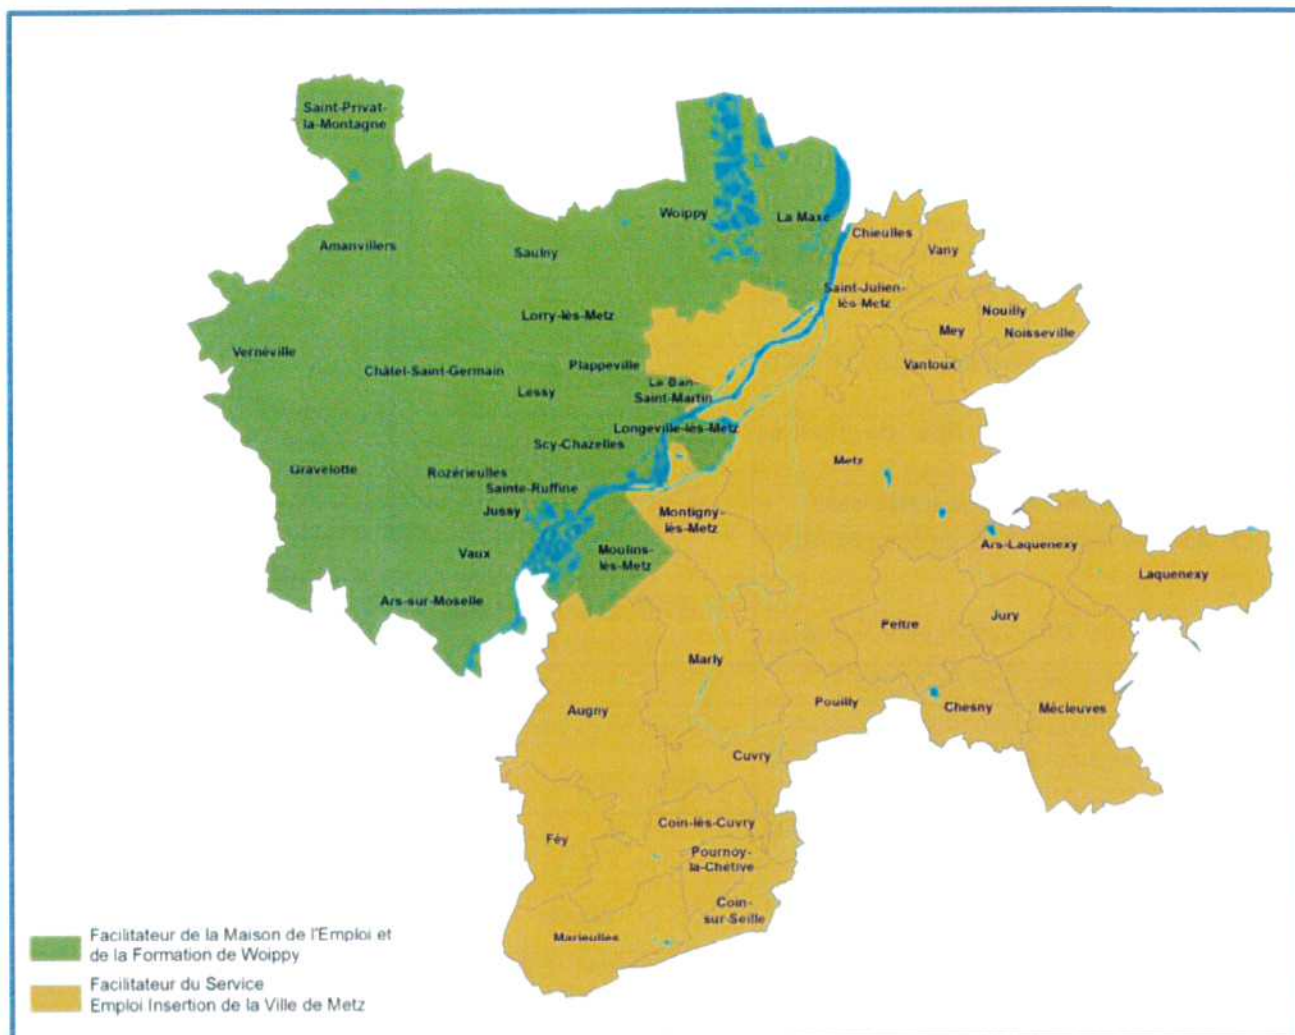 Saint-Privat-
la-Montagne
Woippy
La Maxe
Chieulles
Vany
Amanvillers
Saulny
Saint-Julien-
lès-Metz
Nouilly
Mey
Noisseville
Lorry-lès-Metz
Vernéville
Vantoux
Châtel-Saint-Germain
Plappeville
Lessy
Le Ban-
Saint-Martin
Longeville-lès-Metz
Scy-Chazelles
Metz
Gravelotte
Rozérieulles
Sainte-Ruffine
Jussy
Montigny-
lès-Metz
Vaux
Moulins-
lès-Metz
Ars-Laquenexy
Laquenexy
Ars-sur-Moselle
Peltre
Jury
Marly
Augny
Pouilly
Chesny
Mécleuves
Cuvry
Féy
Coin-lès-Cuvry
Pournoy-
la-Chétive
Coin-
sur-Seille
Marieulles
Facilitateur de la Maison de l'Emploi et
de la Formation de Woippy
Facilitateur du Service
Emploi Insertion de la Ville de Metz